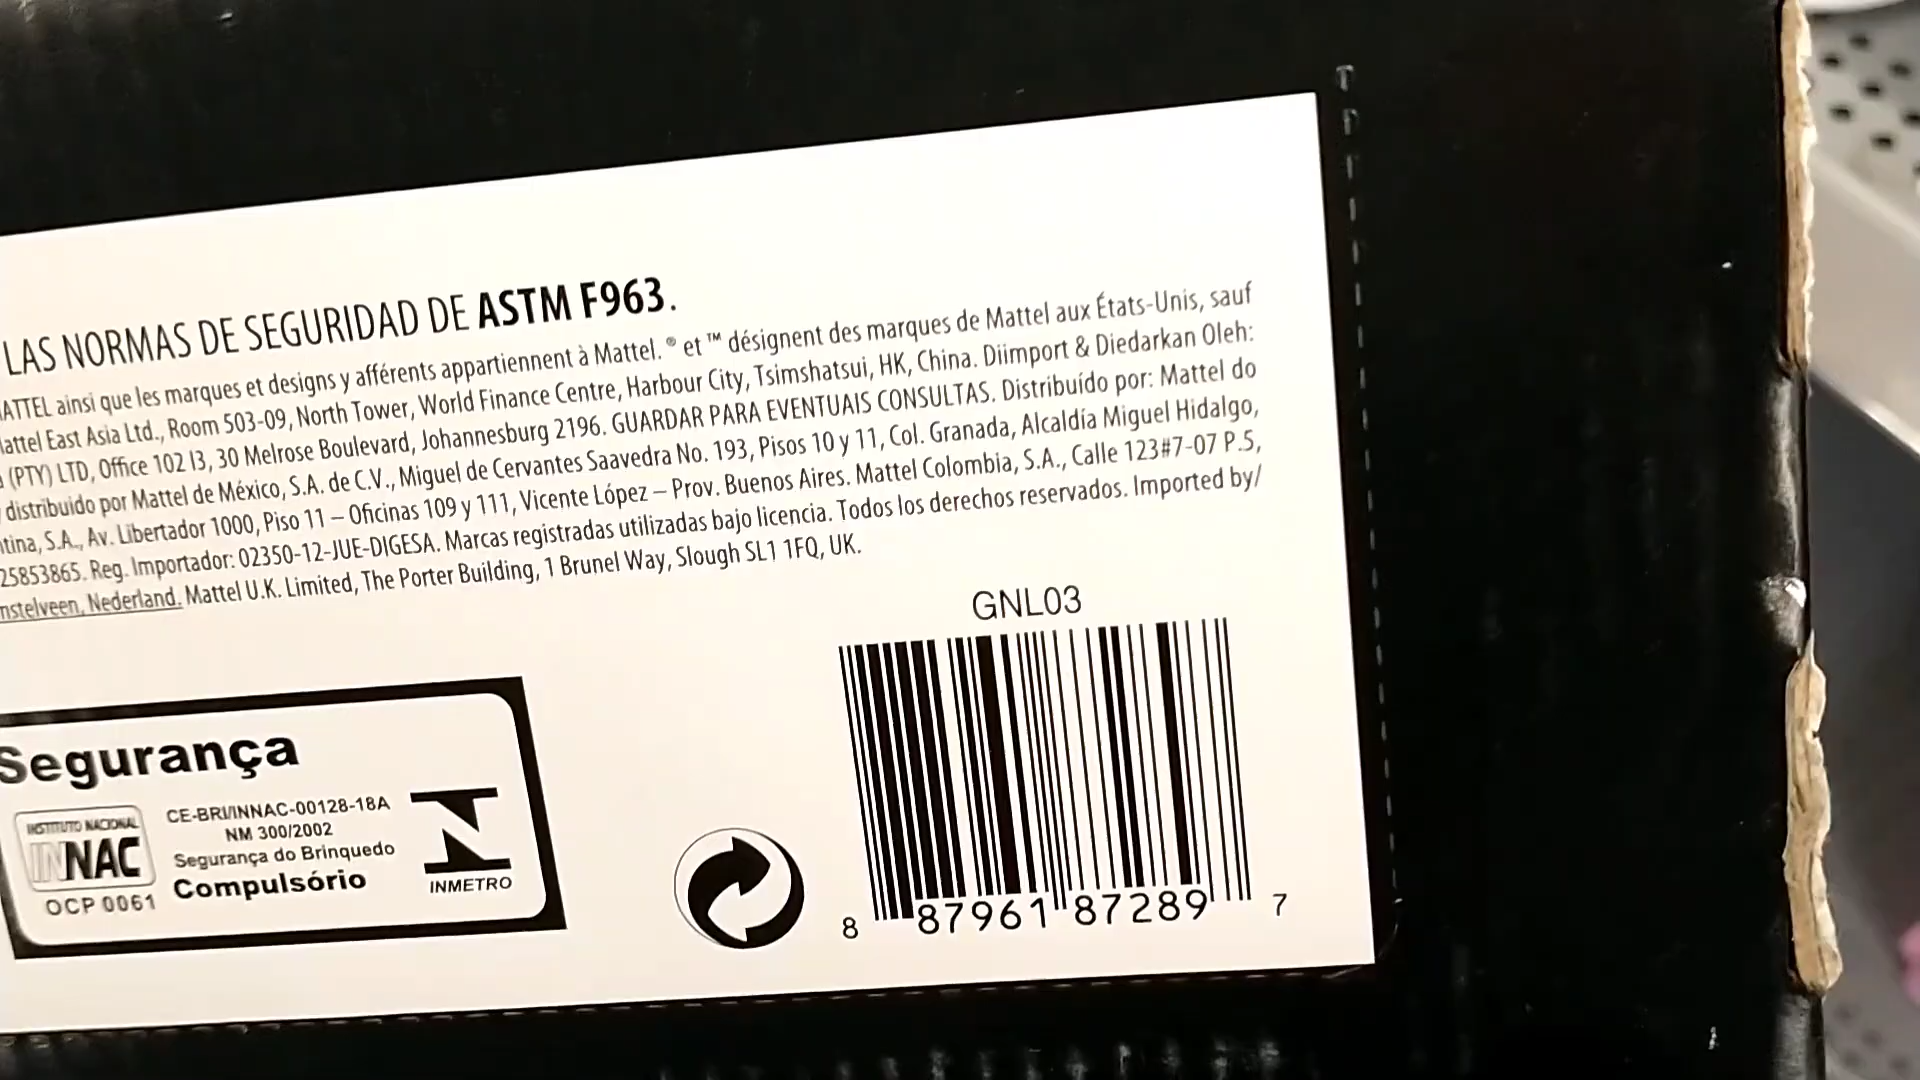 LAS NORMAS DE SEGURIDAD DE ASTM F963.
MATTEL ainsi que les marques et designs y afférents appartiennent à Mattel. ® et ™ désignent des marques de Mattel aux États-Unis, sauf
Mattel East Asia Ltd., Room 503-09, North Tower, World Finance Centre, Harbour City, Tsimshatsui, HK, China. Diimport & Diedarkan Oleh:
(PTY) LTD, Office 102 I3, 30 Melrose Boulevard, Johannesburg 2196. GUARDAR PARA EVENTUAIS CONSULTAS. Distribuído por: Mattel do
distribuido por Mattel de México, S.A. de C.V., Miguel de Cervantes Saavedra No. 193, Pisos 10 y 11, Col. Granada, Alcaldía Miguel Hidalgo,
tina, S.A., Av. Libertador 1000, Piso 11 – Oficinas 109 y 111, Vicente López – Prov. Buenos Aires. Mattel Colombia, S.A., Calle 123#7-07 P.5,
25853865. Reg. Importador: 02350-12-JUE-DIGESA. Marcas registradas utilizadas bajo licencia. Todos los derechos reservados. Imported by/
mstelveen, Nederland. Mattel U.K. Limited, The Porter Building, 1 Brunel Way, Slough SL1 1FQ, UK.
GNL03
Segurança
INSTITUTO NACIONAL
INNAC
OCP 0061
CE-BRI/INNAC-00128-18A
NM 300/2002
Segurança do Brinquedo
Compulsório
INMETRO
8 87961 87289 7